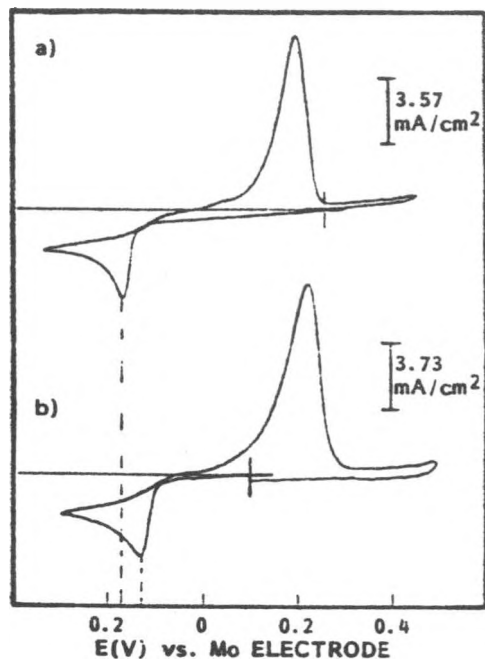 a)
3.57
mA/cm2
3.73
mA/cm2
b)
0.2 0 0.2 0.4
E(V) vs. Mo ELECTRODE